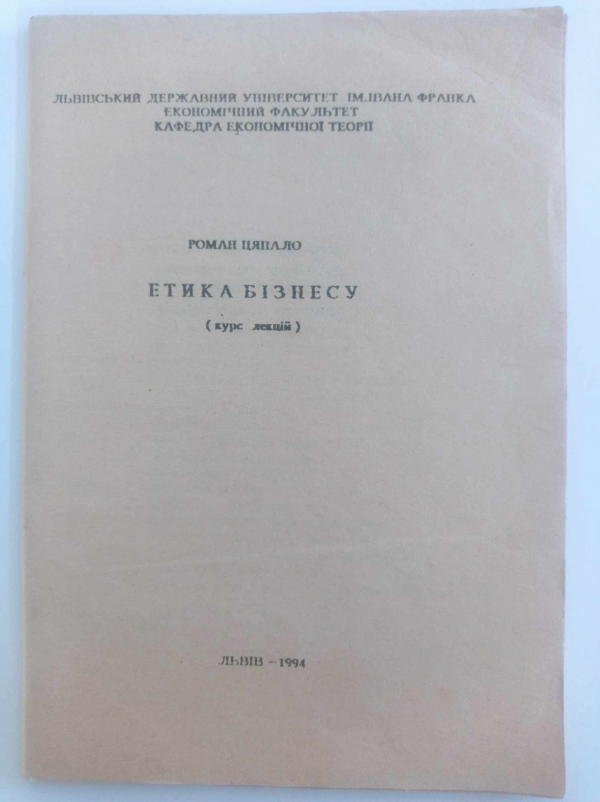 ЛЬВІВСЬКИЙ ДЕРЖАВНИЙ УНІВЕРСИТЕТ ІМ.ІВАНА ФРАНКА
ЕКОНОМІЧНИЙ ФАКУЛЬТЕТ
КАФЕДРА ЕКОНОМІЧНОЇ ТЕОРІЇ
РОМАН ЦЯПАЛО
ЕТИКА БІЗНЕСУ
( курс лекцій )
ЛЬВІВ - 1994